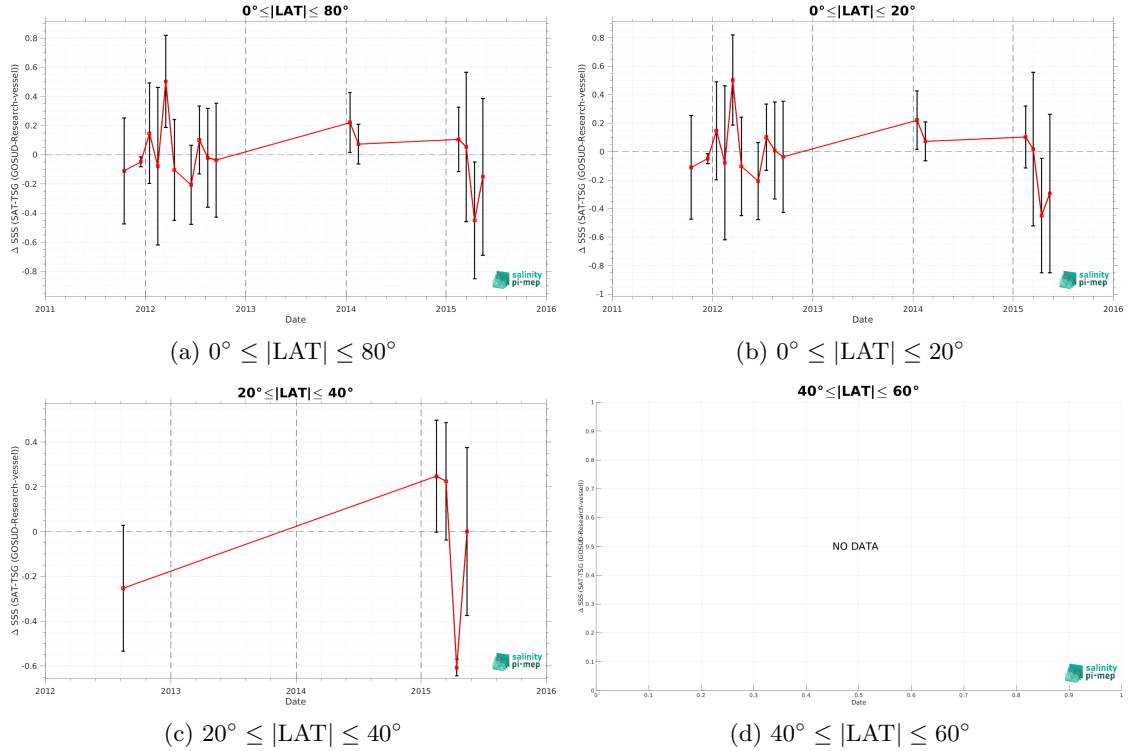 0°≤|LAT|≤ 80°
Δ SSS (SAT-TSG (GOSUD-Research-vessel))
0.8
0.6
0.4
0.2
0
-0.2
-0.4
-0.6
-0.8
salinity
pi-mep
2011 2012 2013 2014 2015 2016
Date
(a) 0° ≤ |LAT| ≤ 80°
0°≤|LAT|≤ 20°
Δ SSS (SAT-TSG (GOSUD-Research-vessel))
0.8
0.6
0.4
0.2
0
-0.2
-0.4
-0.6
-0.8
-1
salinity
pi-mep
2011 2012 2013 2014 2015 2016
Date
(b) 0° ≤ |LAT| ≤ 20°
20°≤|LAT|≤ 40°
Δ SSS (SAT-TSG (GOSUD-Research-vessel))
0.4
0.2
0
-0.2
-0.4
-0.6
salinity
pi-mep
2012 2013 2014 2015 2016
Date
(c) 20° ≤ |LAT| ≤ 40°
40°≤|LAT|≤ 60°
Δ SSS (SAT-TSG (GOSUD-Research-vessel))
1
0.9
0.8
0.7
0.6
0.5
0.4
0.3
0.2
0.1
0
NO DATA
salinity
pi-mep
0 0.1 0.2 0.3 0.4 0.5 0.6 0.7 0.8 0.9 1
Date
(d) 40° ≤ |LAT| ≤ 60°